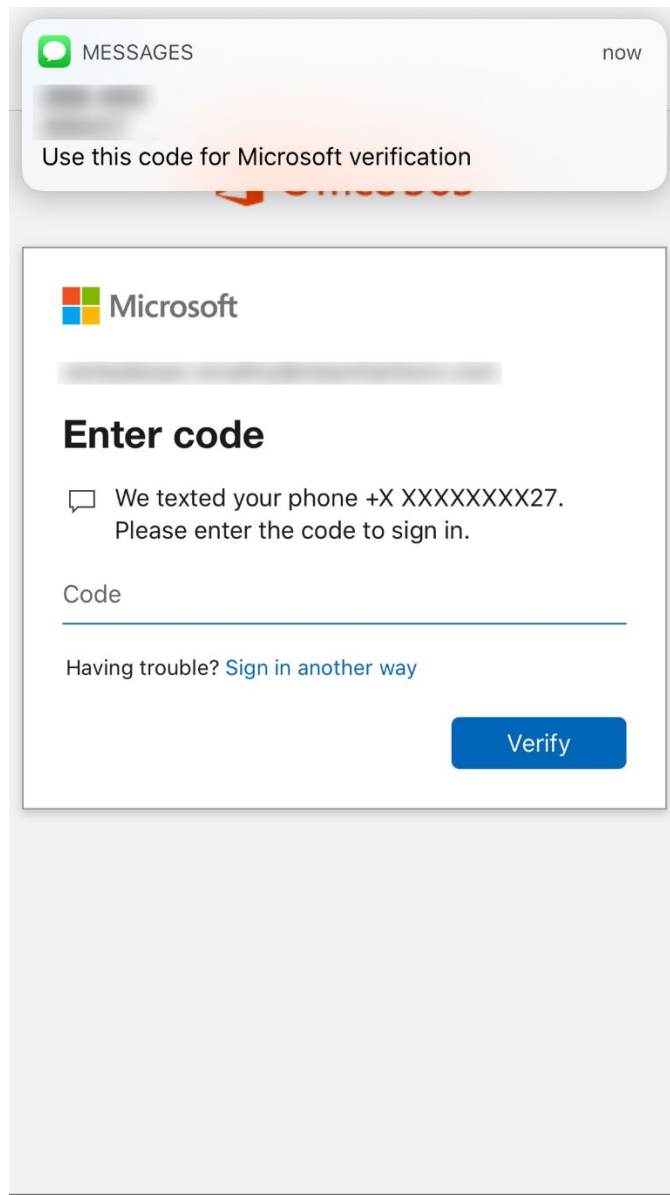 MESSAGES now
Use this code for Microsoft verification
Microsoft
Enter code
We texted your phone +X XXXXXXXX27.
Please enter the code to sign in.
Code
Having trouble? Sign in another way
Verify